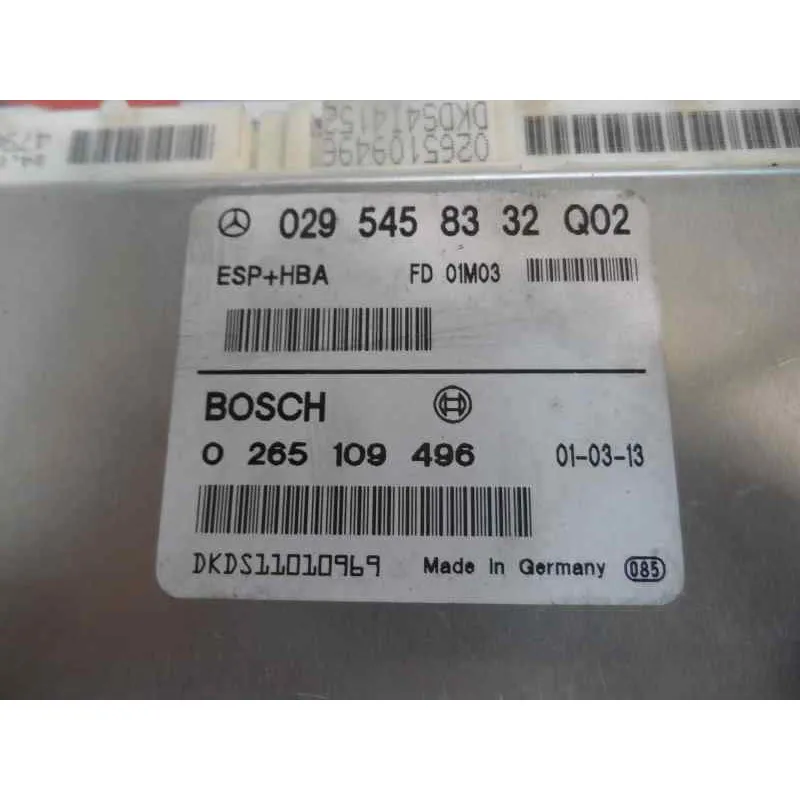 0265109496
DKDS414152
029 545 83 32 Q02
ESP+HBA FD 01M03
BOSCH
0 265 109 496 01-03-13
DKDS11010969 Made In Germany 085